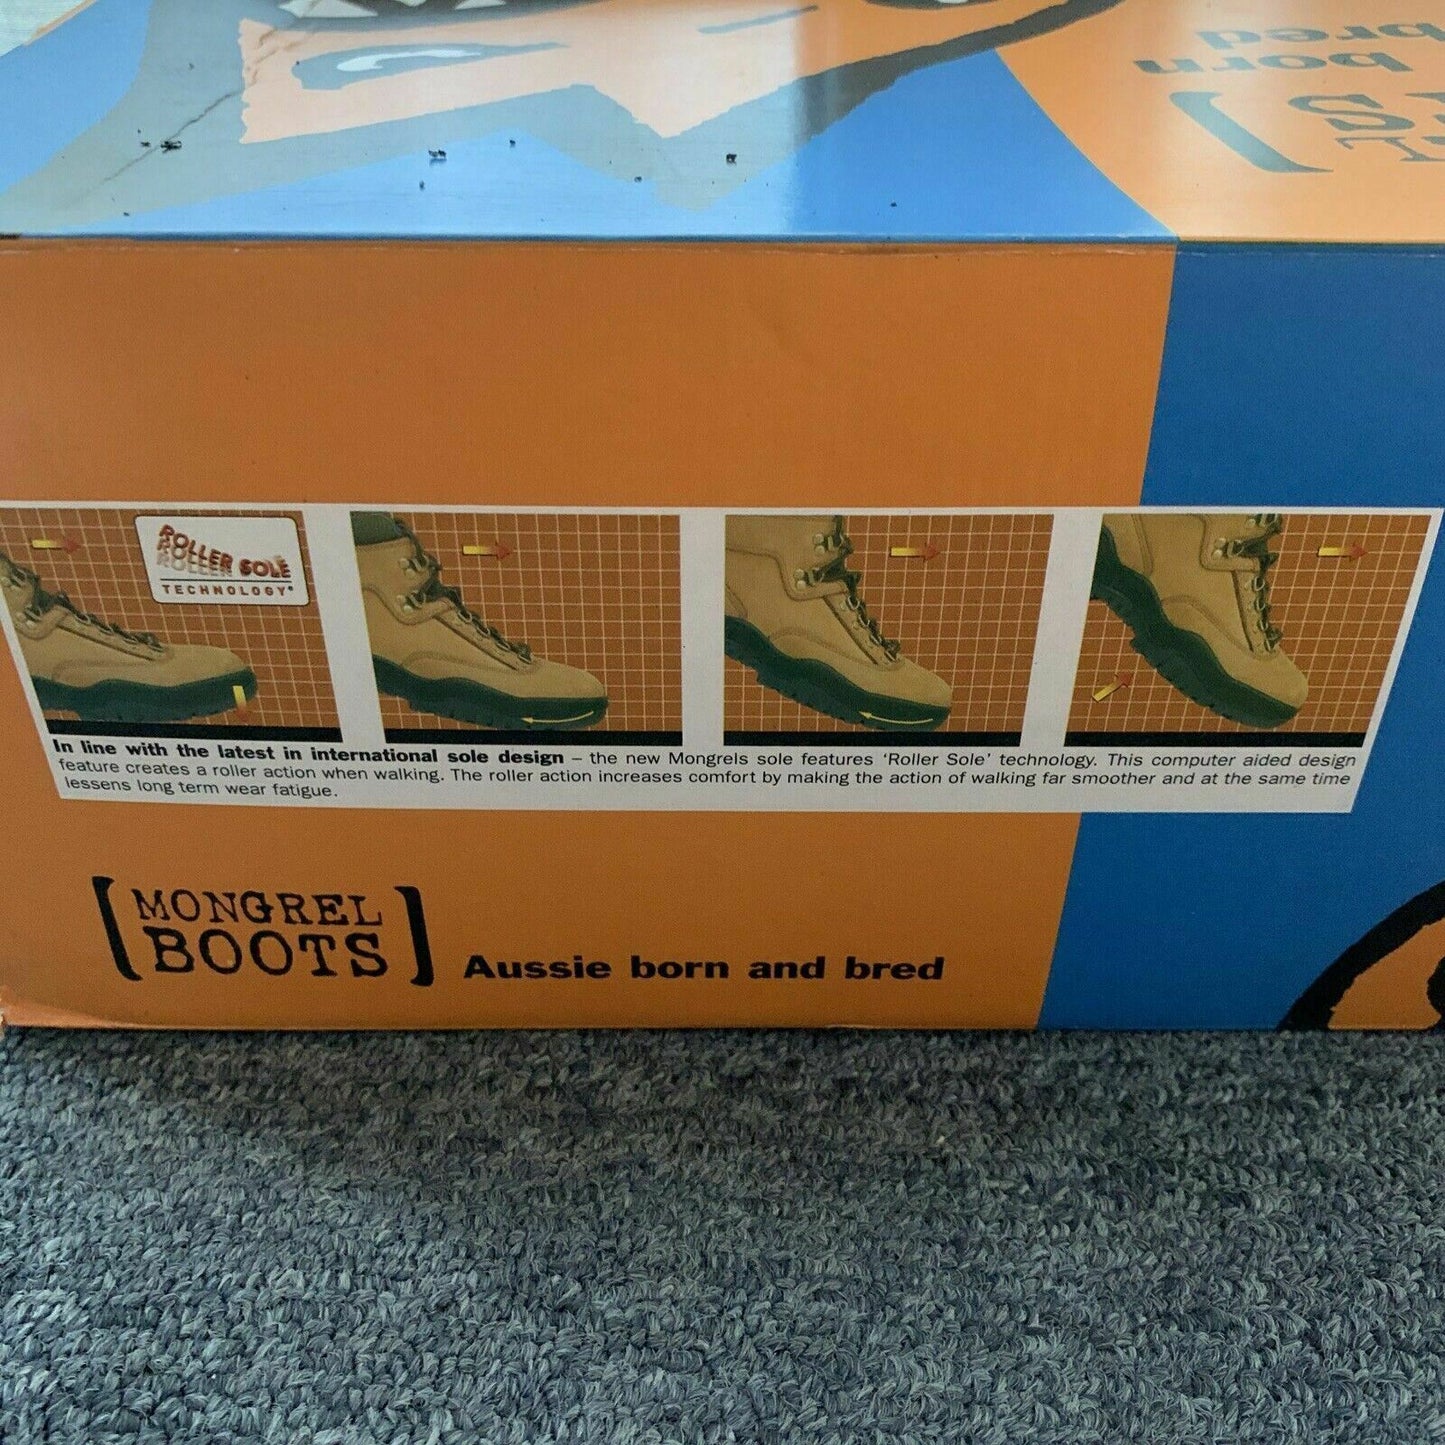 born
bred
ROLLER SOLE
TECHNOLOGY
In line with the latest in international sole design – the new Mongrels sole features ‘Roller Sole’ technology. This computer aided design
feature creates a roller action when walking. The roller action increases comfort by making the action of walking far smoother and at the same time
lessens long term wear fatigue.
[MONGREL
BOOTS]
Aussie born and bred